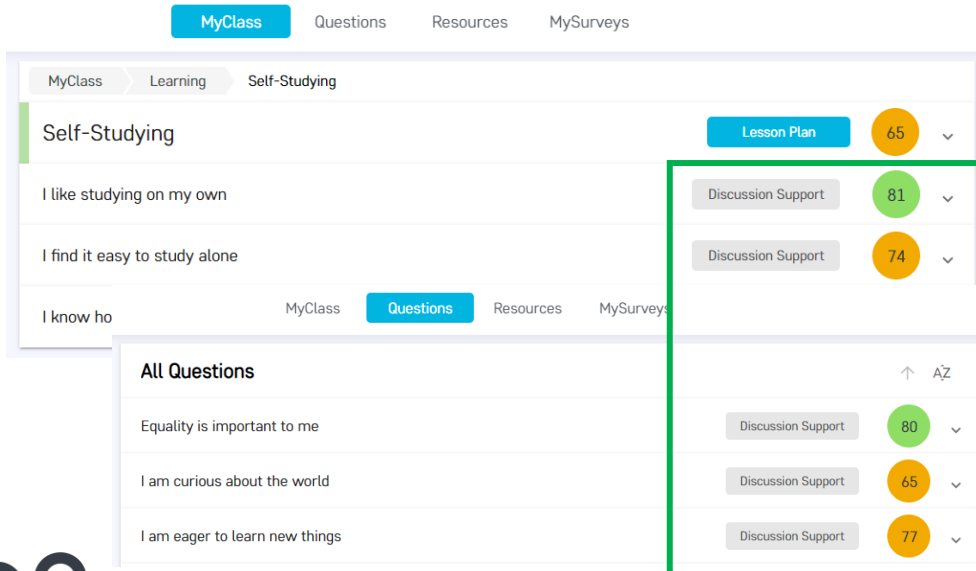 MyClass Questions Resources MySurveys
MyClass Learning Self-Studying
Self-Studying Lesson Plan 65
I like studying on my own Discussion Support 81
I find it easy to study alone Discussion Support 74
I know ho
MyClass Questions Resources MySurveys
All Questions AZ
Equality is important to me Discussion Support 80
I am curious about the world Discussion Support 65
I am eager to learn new things Discussion Support 77